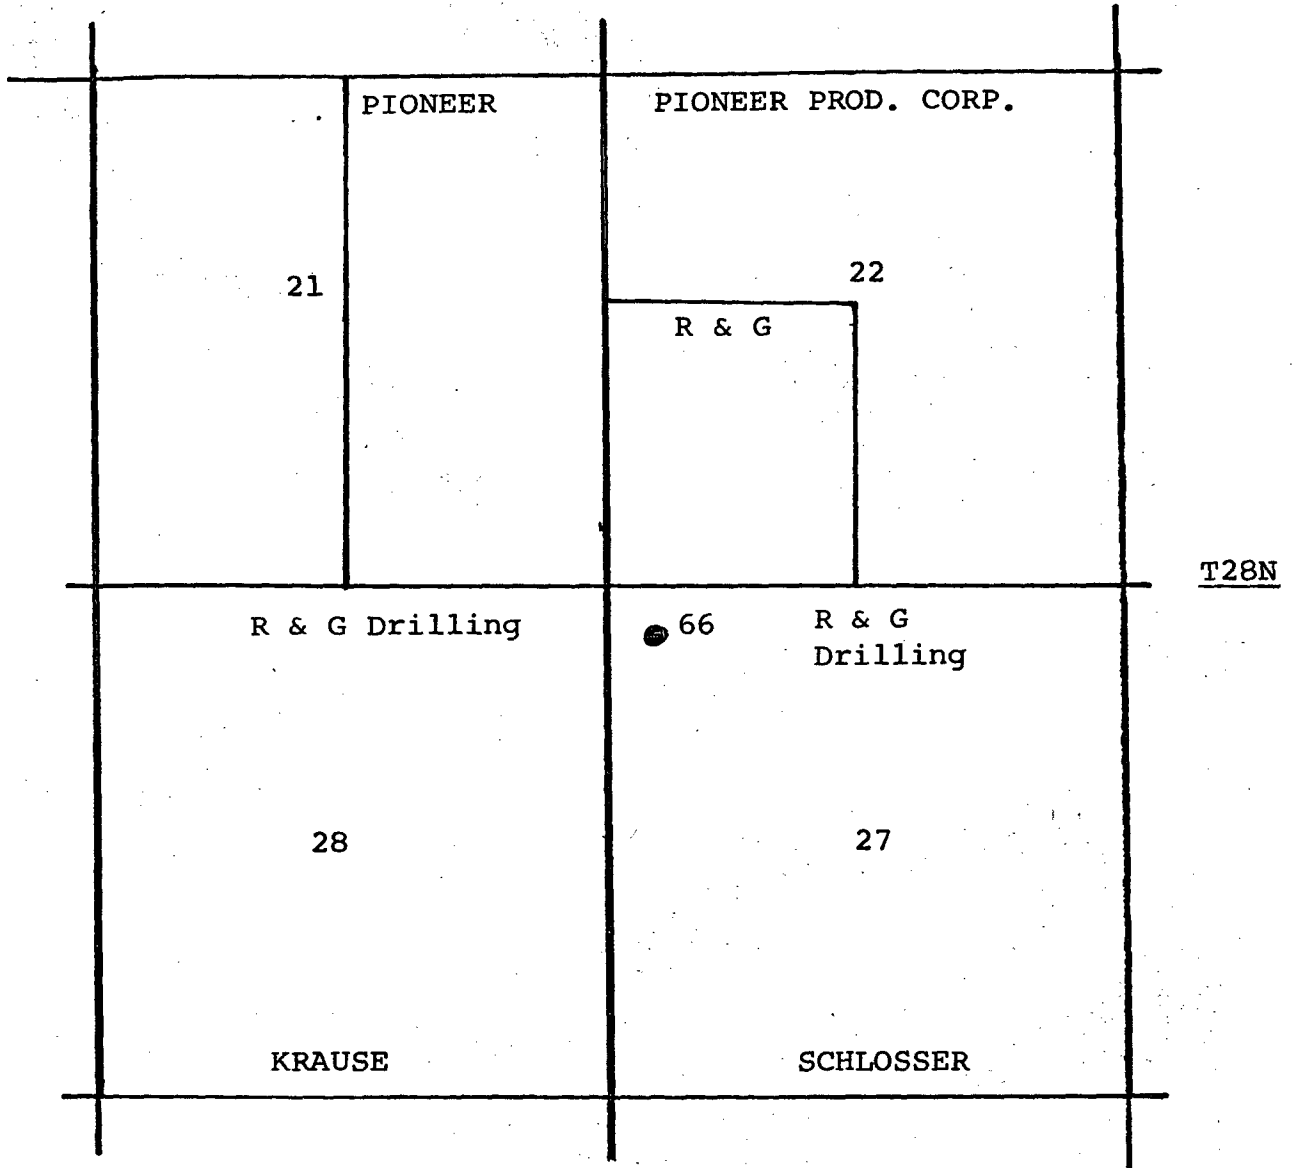 PIONEER
PIONEER PROD. CORP.
21
22
R & G
T28N
R & G Drilling
66
R & G
Drilling
28
27
KRAUSE
SCHLOSSER